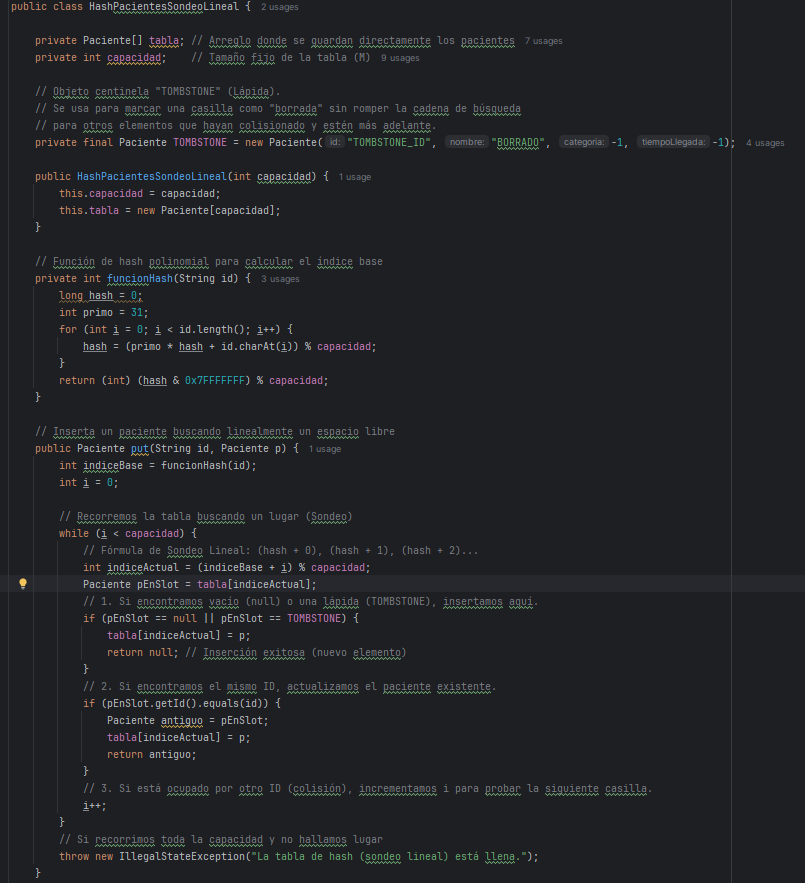 public class HashPacientesSondeoLineal {  2 usages
private Paciente[] tabla; // Arreglo donde se guardan directamente los pacientes  7 usages
private int capacidad;    // Tamaño fijo de la tabla (M)  9 usages
// Objeto centinela "TOMBSTONE" (Lápida).
// Se usa para marcar una casilla como "borrada" sin romper la cadena de búsqueda
// para otros elementos que hayan colisionado y estén más adelante.
private final Paciente TOMBSTONE = new Paciente( id: "TOMBSTONE_ID",  nombre: "BORRADO",  categoria: -1,  tiempoLlegada: -1);  4 usages
public HashPacientesSondeoLineal(int capacidad) {  1 usage
this.capacidad = capacidad;
this.tabla = new Paciente[capacidad];
}
// Función de hash polinomial para calcular el índice base
private int funcionHash(String id) {  3 usages
long hash = 0;
int primo = 31;
for (int i = 0; i < id.length(); i++) {
hash = (primo * hash + id.charAt(i)) % capacidad;
}
return (int) (hash & 0x7FFFFFFF) % capacidad;
}
// Inserta un paciente buscando linealmente un espacio libre
public Paciente put(String id, Paciente p) {  1 usage
int indiceBase = funcionHash(id);
int i = 0;
// Recorremos la tabla buscando un lugar (Sondeo)
while (i < capacidad) {
// Fórmula de Sondeo Lineal: (hash + 0), (hash + 1), (hash + 2)...
int indiceActual = (indiceBase + i) % capacidad;
Paciente pEnSlot = tabla[indiceActual];
// 1. Si encontramos vacío (null) o una lápida (TOMBSTONE), insertamos aquí.
if (pEnSlot == null || pEnSlot == TOMBSTONE) {
tabla[indiceActual] = p;
return null; // Inserción exitosa (nuevo elemento)
}
// 2. Si encontramos el mismo ID, actualizamos el paciente existente.
if (pEnSlot.getId().equals(id)) {
Paciente antiguo = pEnSlot;
tabla[indiceActual] = p;
return antiguo;
}
// 3. Si está ocupado por otro ID (colisión), incrementamos i para probar la siguiente casilla.
i++;
}
// Si recorrimos toda la capacidad y no hallamos lugar
throw new IllegalStateException("La tabla de hash (sondeo lineal) está llena.");
}